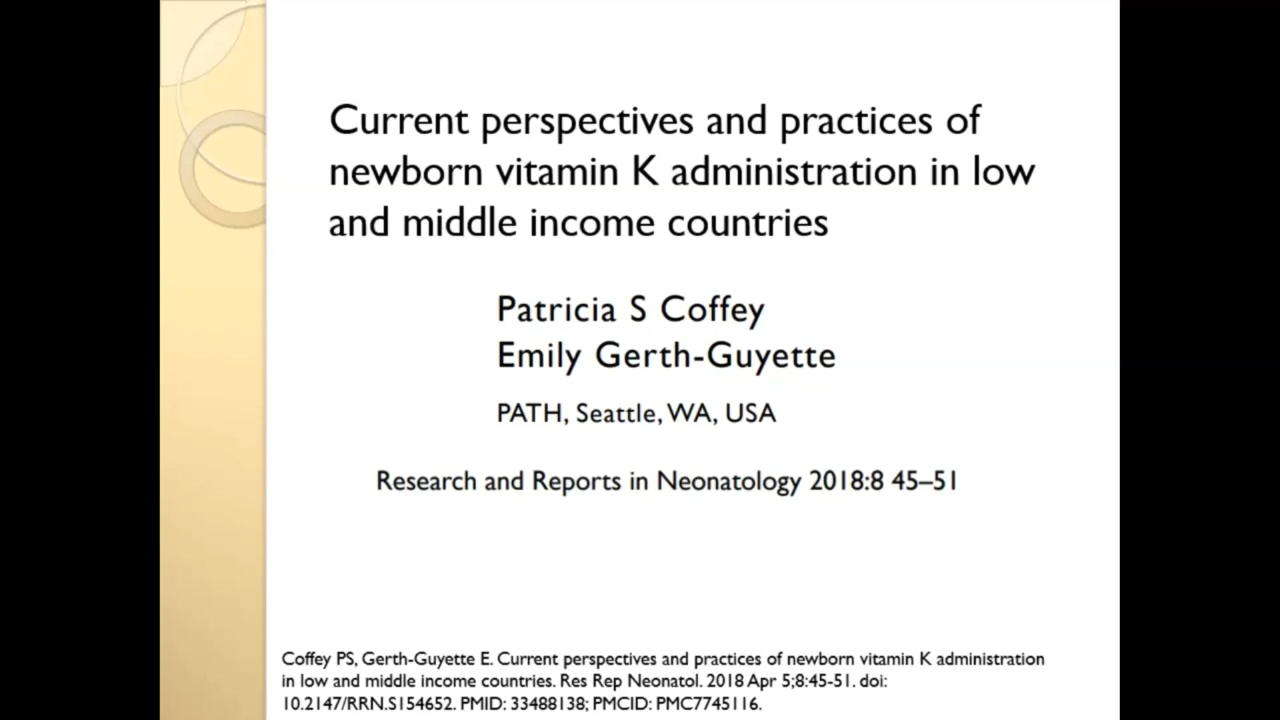 Current perspectives and practices of
newborn vitamin K administration in low
and middle income countries
Patricia S Coffey
Emily Gerth-Guyette
PATH, Seattle, WA, USA
Research and Reports in Neonatology 2018:8 45–51
Coffey PS, Gerth-Guyette E. Current perspectives and practices of newborn vitamin K administration
in low and middle income countries. Res Rep Neonatol. 2018 Apr 5;8:45-51. doi:
10.2147/RRN.S154652. PMID: 33488138; PMCID: PMC7745116.